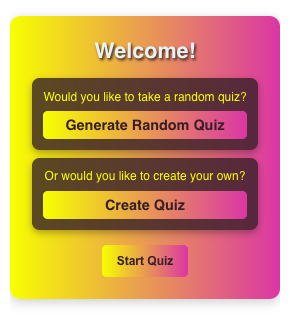 Welcome!
Would you like to take a random quiz?
Generate Random Quiz
Or would you like to create your own?
Create Quiz
Start Quiz